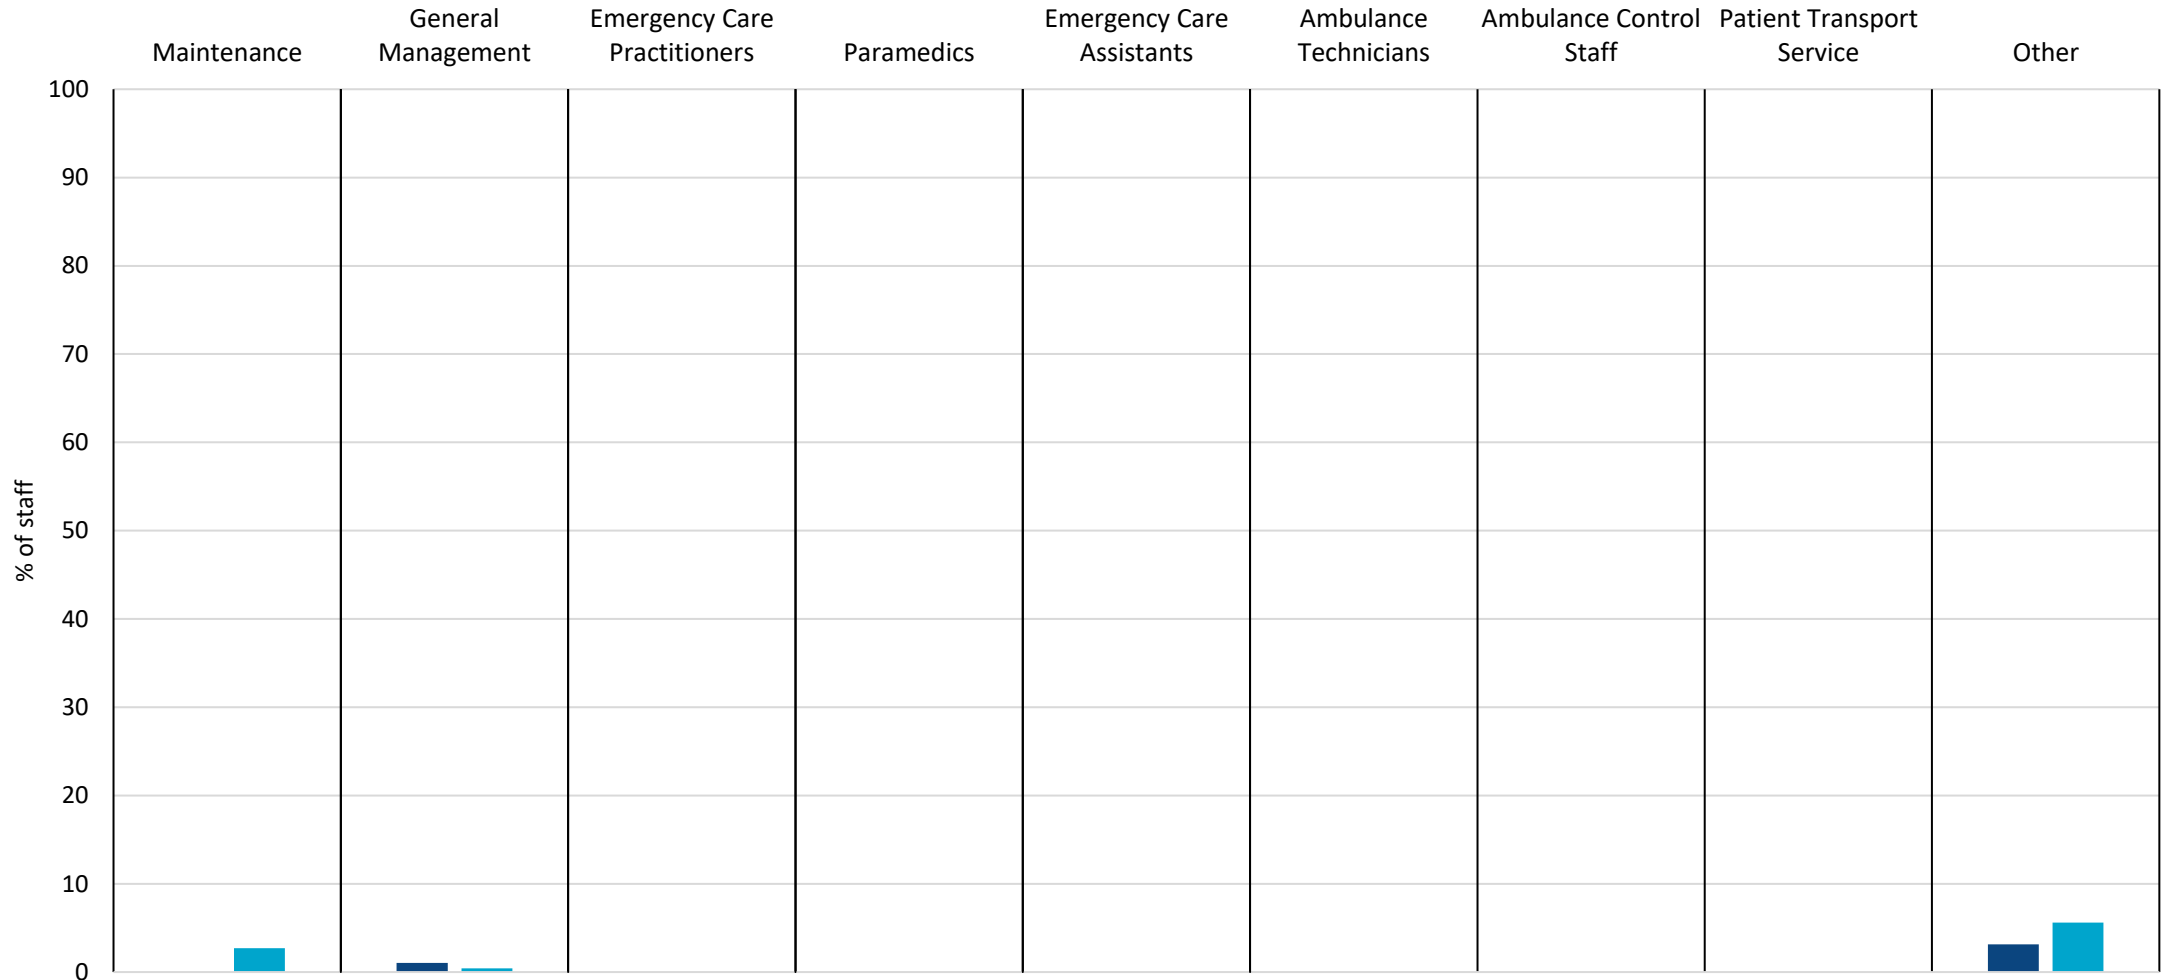 General
Emergency Care
Emergency Care
Ambulance
Ambulance Control
Patient Transport
Maintenance
Management
Practitioners
Paramedics
Assistants
Technicians
Staff
Service
Other
100
90
80
70
60
50
40
30
20
10
0
% of staff